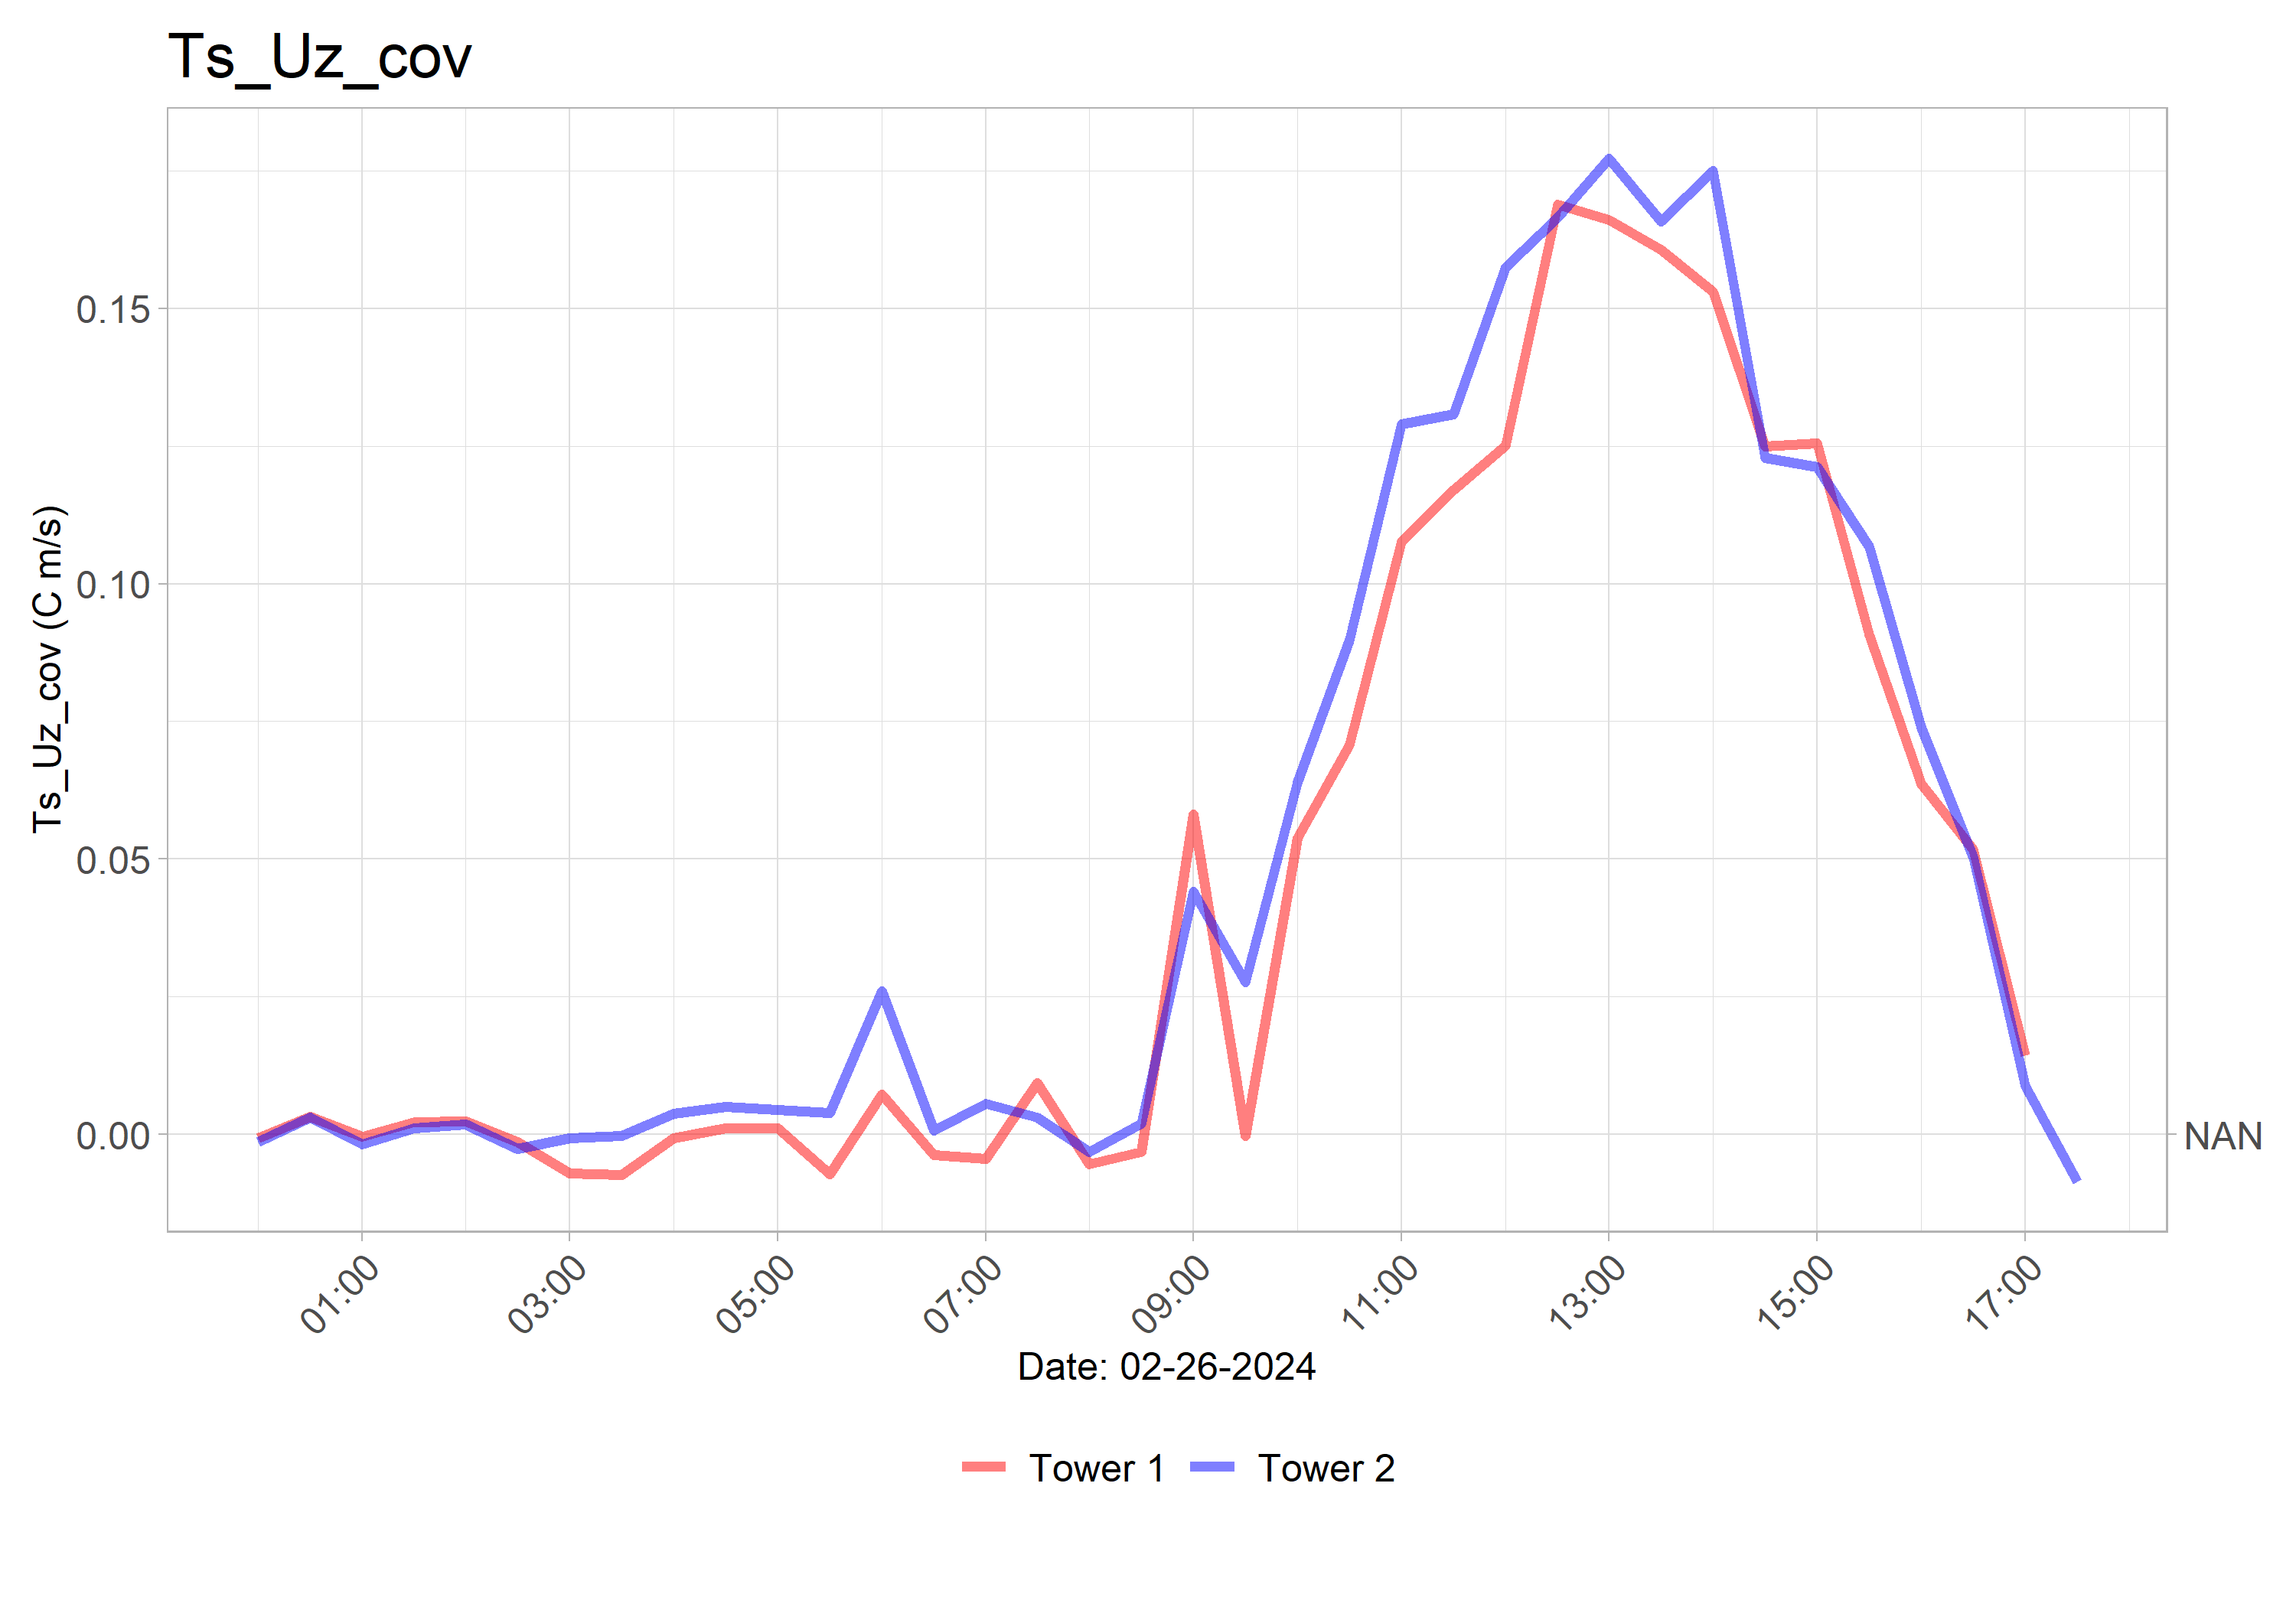 Ts_Uz_cov
Ts_Uz_cov (C m/s)
0.15
0.10
0.05
0.00
NAN
01:00 03:00 05:00 07:00 09:00 11:00 13:00 15:00 17:00
Date: 02-26-2024
Tower 1 Tower 2